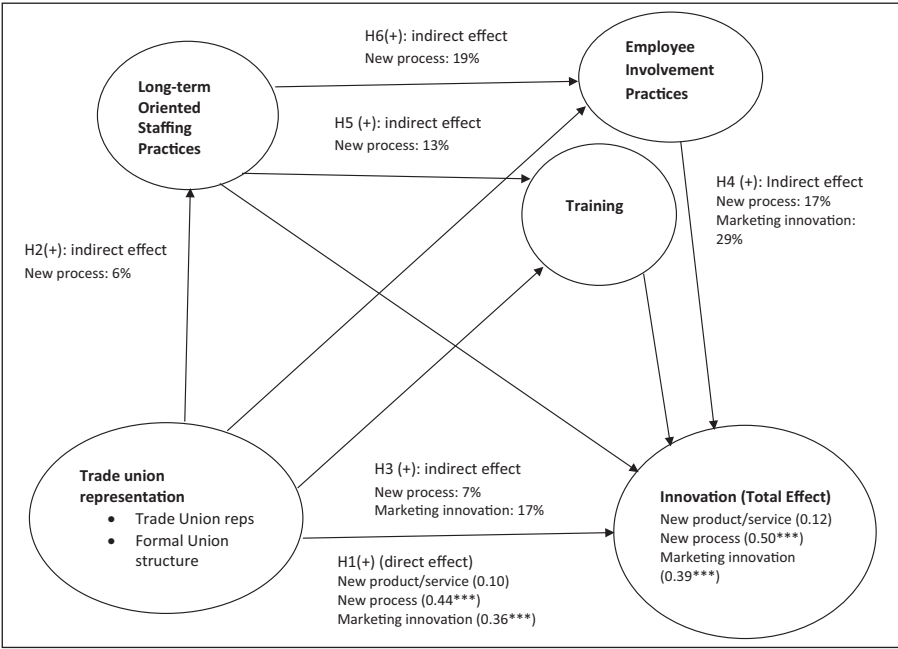 H6(+): indirect effect
New process: 19%
Employee
Involvement
Practices
Long-term
Oriented
Staffing
Practices
H5 (+): indirect effect
New process: 13%
Training
H4 (+): Indirect effect
New process: 17%
Marketing innovation:
29%
H2(+): indirect effect
New process: 6%
Trade union
representation
● Trade Union reps
● Formal Union
structure
H3 (+): indirect effect
New process: 7%
Marketing innovation: 17%
H1(+) (direct effect)
New product/service (0.10)
New process (0.44***)
Marketing innovation (0.36***)
Innovation (Total Effect)
New product/service (0.12)
New process (0.50***)
Marketing innovation
(0.39***)